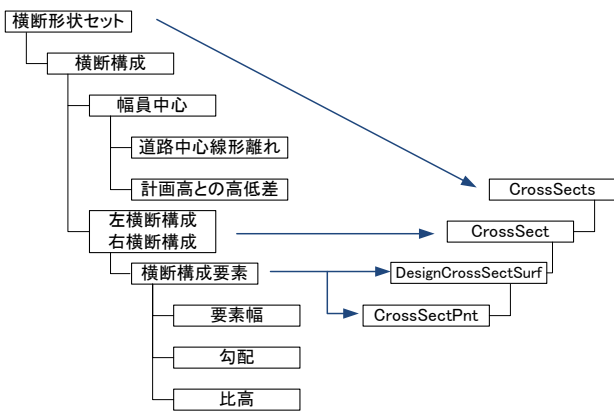 横断形状セット
横断構成
幅員中心
道路中心線形離れ
計画高との高低差
左横断構成
右横断構成
横断構成要素
要素幅
勾配
比高
CrossSects
CrossSect
DesignCrossSectSurf
CrossSectPnt